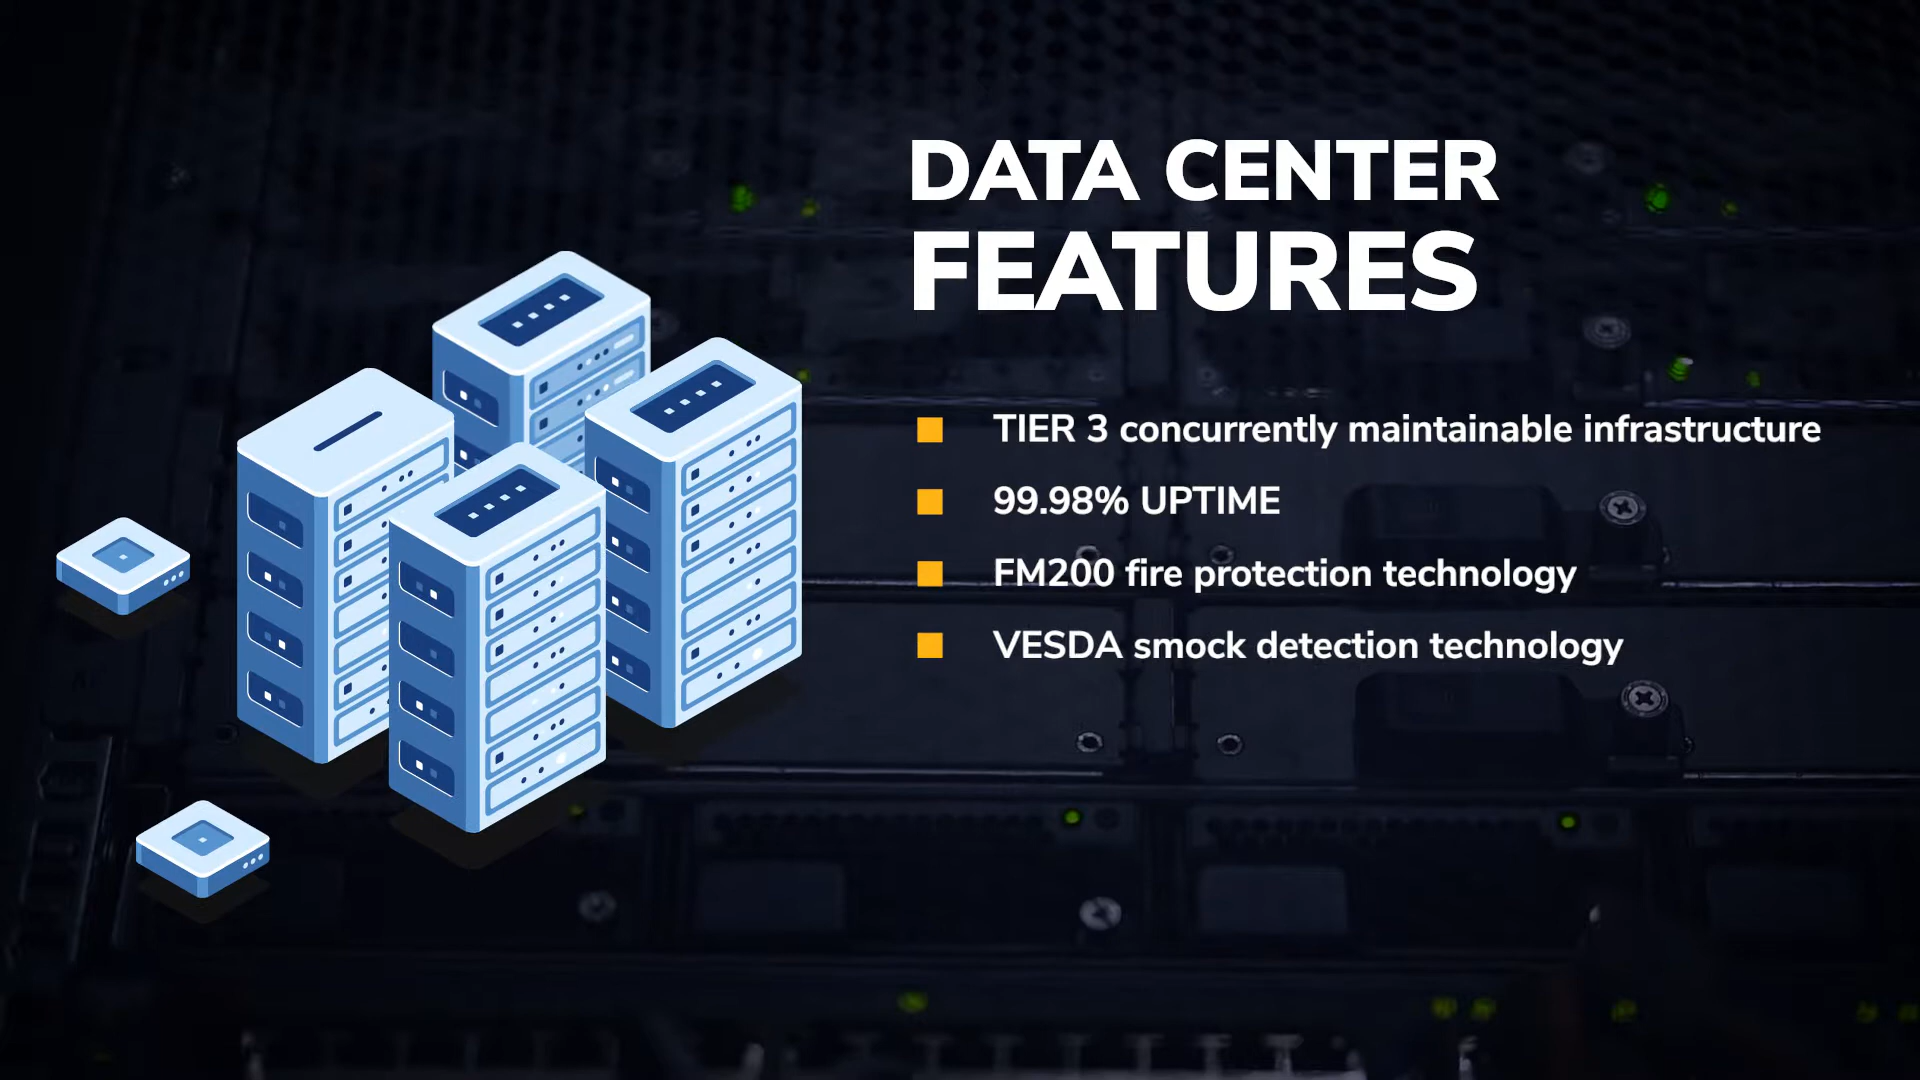 DATA CENTER
FEATURES
TIER 3 concurrently maintainable infrastructure
99.98% UPTIME
FM200 fire protection technology
VESDA smock detection technology